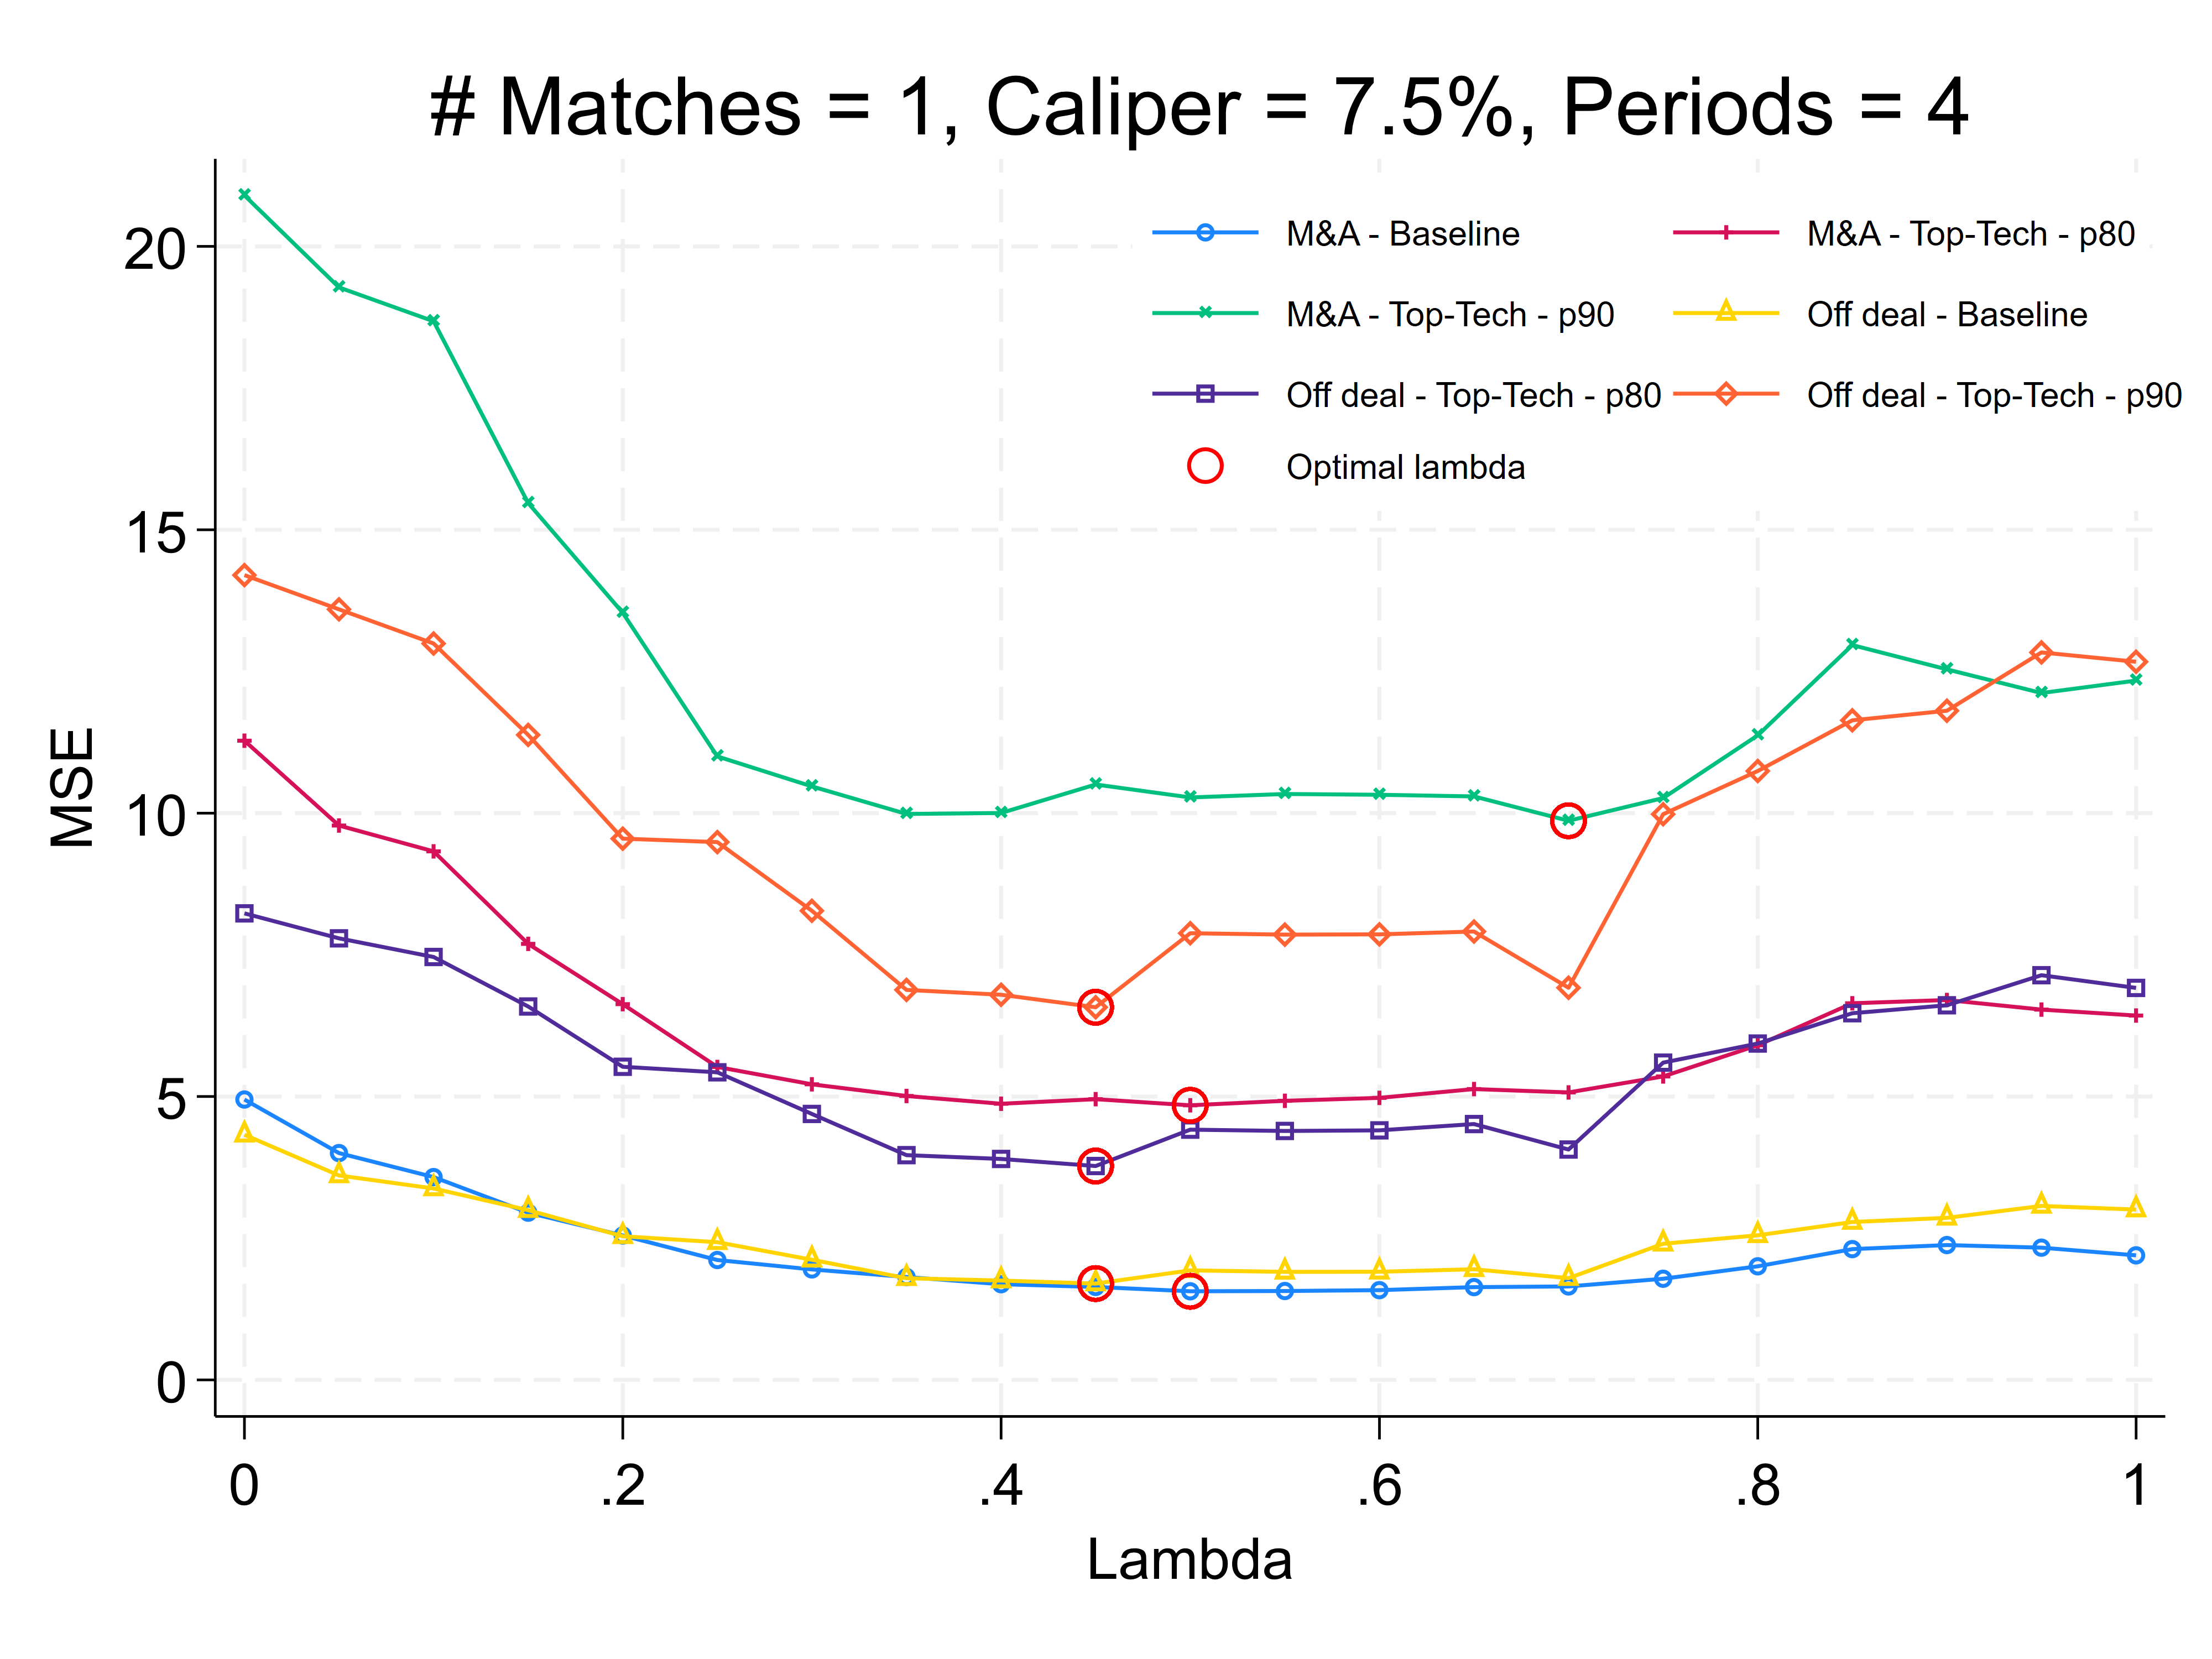 # Matches = 1, Caliper = 7.5%, Periods = 4
M&A - Baseline
M&A - Top-Tech - p80
M&A - Top-Tech - p90
Off deal - Baseline
Off deal - Top-Tech - p80
Off deal - Top-Tech - p90
Optimal lambda
MSE
20
15
10
5
0
0 .2 .4 .6 .8 1
Lambda